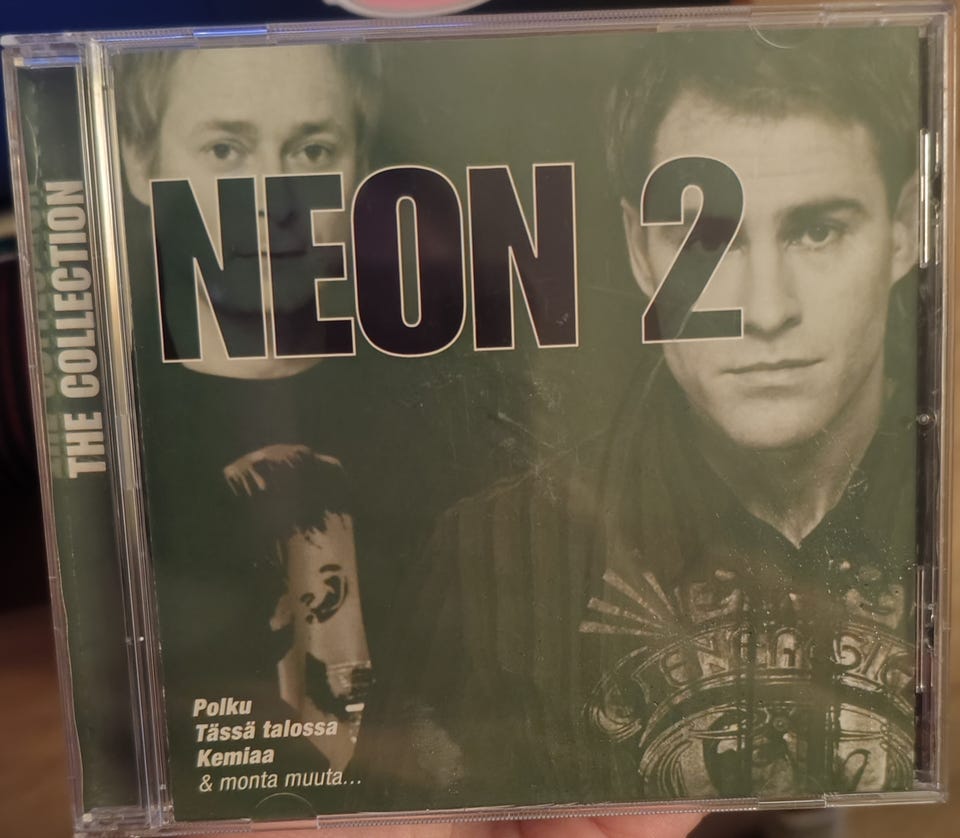 THE COLLECTION
NEON 2
Polku
Tässä talossa
Kemiaa
& monta muuta...